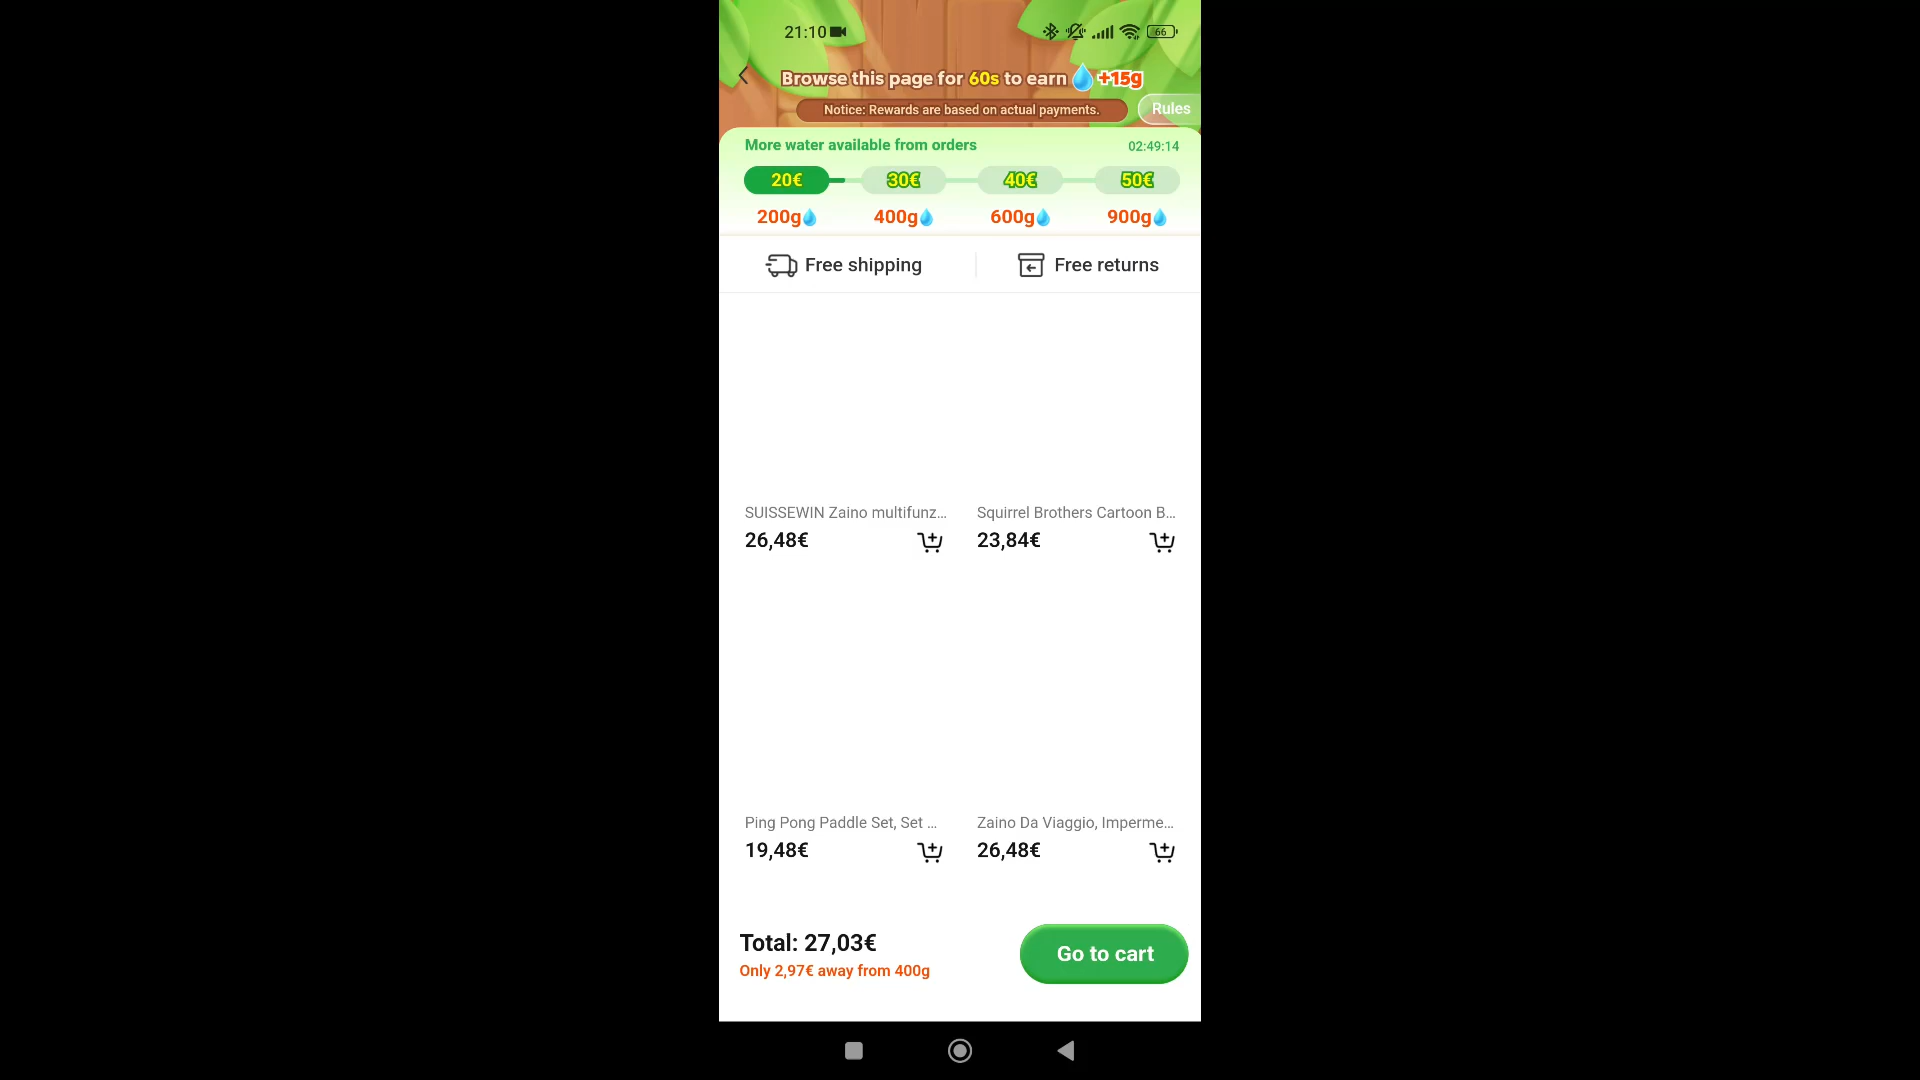 21:10
66
Browse this page for 60s to earn +15g
Notice: Rewards are based on actual payments.
Rules
More water available from orders
02:49:14
20€ 30€ 40€ 50€
200g 400g 600g 900g
Free shipping
Free returns
SUISSEWIN Zaino multifunz...
26,48€
Squirrel Brothers Cartoon B...
23,84€
Ping Pong Paddle Set, Set ...
19,48€
Zaino Da Viaggio, Imperme...
26,48€
Total: 27,03€
Only 2,97€ away from 400g
Go to cart